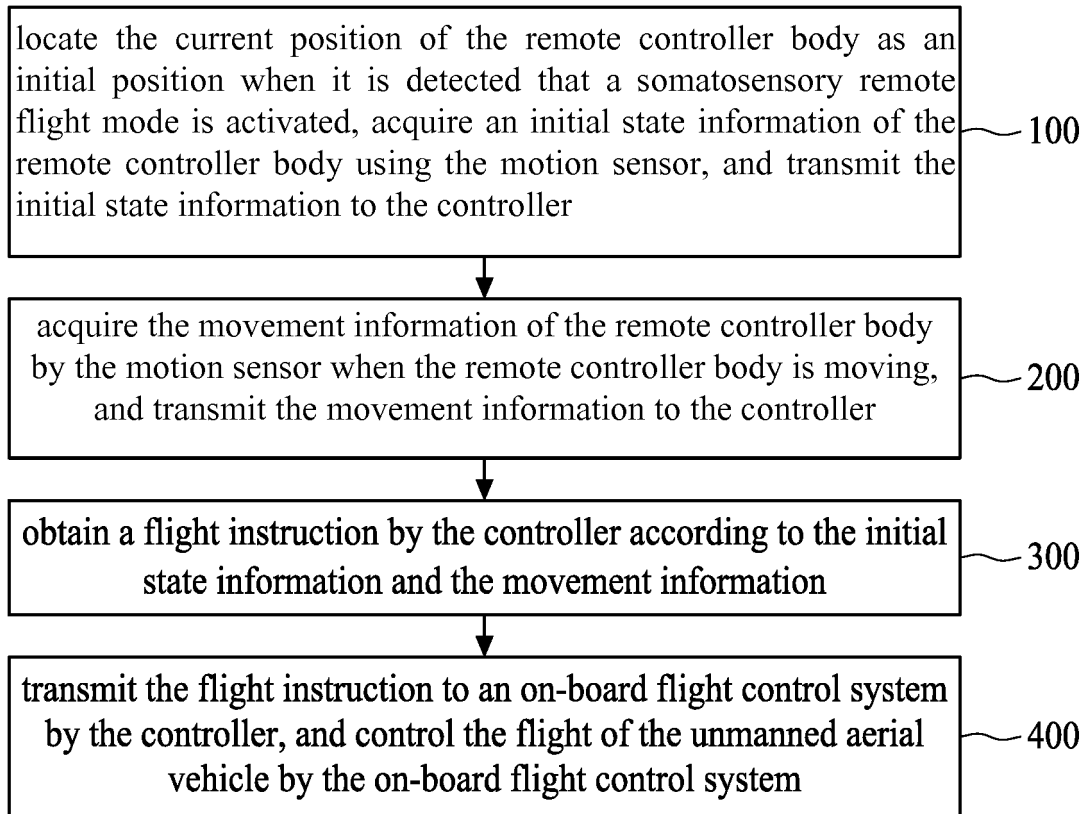 locate the current position of the remote controller body as an
initial position when it is detected that a somatosensory remote
flight mode is activated, acquire an initial state information of the
remote controller body using the motion sensor, and transmit the
initial state information to the controller
100
acquire the movement information of the remote controller body
by the motion sensor when the remote controller body is moving,
and transmit the movement information to the controller
200
obtain a flight instruction by the controller according to the initial
state information and the movement information
300
transmit the flight instruction to an on-board flight control system
by the controller, and control the flight of the unmanned aerial
vehicle by the on-board flight control system
400